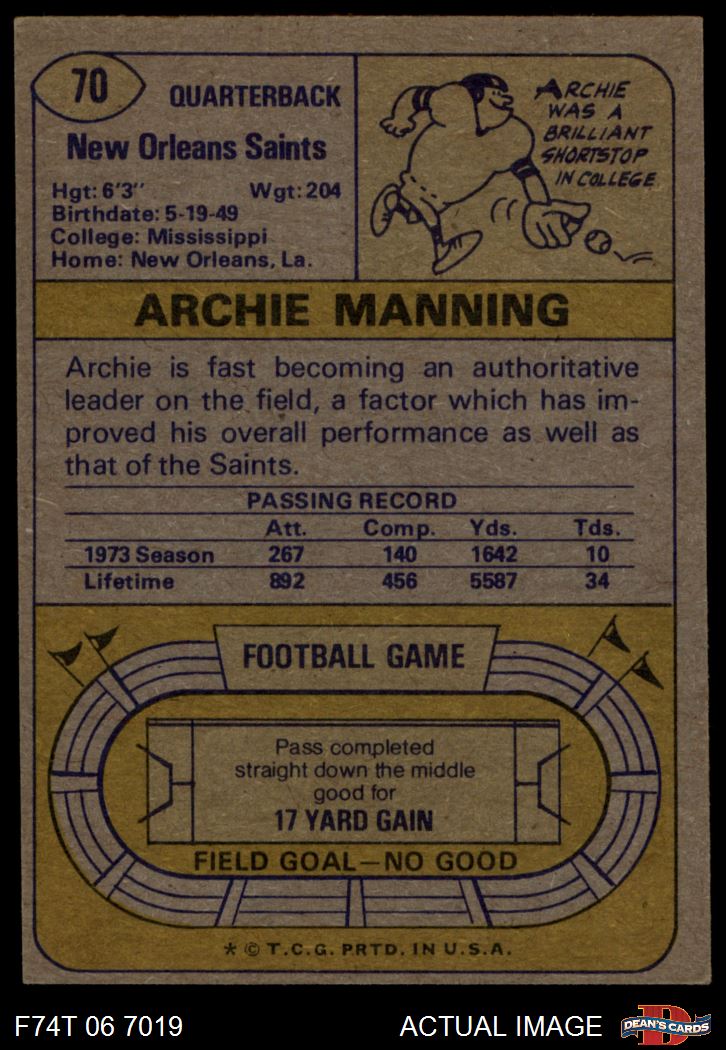 70
QUARTERBACK
New Orleans Saints
Hgt: 6'3" Wgt: 204
Birthdate: 5-19-49
College: Mississippi
Home: New Orleans, La.
ARCHIE
WAS A
BRILLIANT
SHORTSTOP
IN COLLEGE
ARCHIE MANNING
Archie is fast becoming an authoritative
leader on the field, a factor which has im-
proved his overall performance as well as
that of the Saints.
PASSING RECORD
Att. Comp. Yds. Tds.
1973 Season 267 140 1642 10
Lifetime 892 456 5587 34
FOOTBALL GAME
Pass completed
straight down the middle
good for
17 YARD GAIN
FIELD GOAL—NO GOOD
* © T.C.G. PRTD. IN U.S.A.
F74T 06 7019 ACTUAL IMAGE
D
DEAN'S CARDS